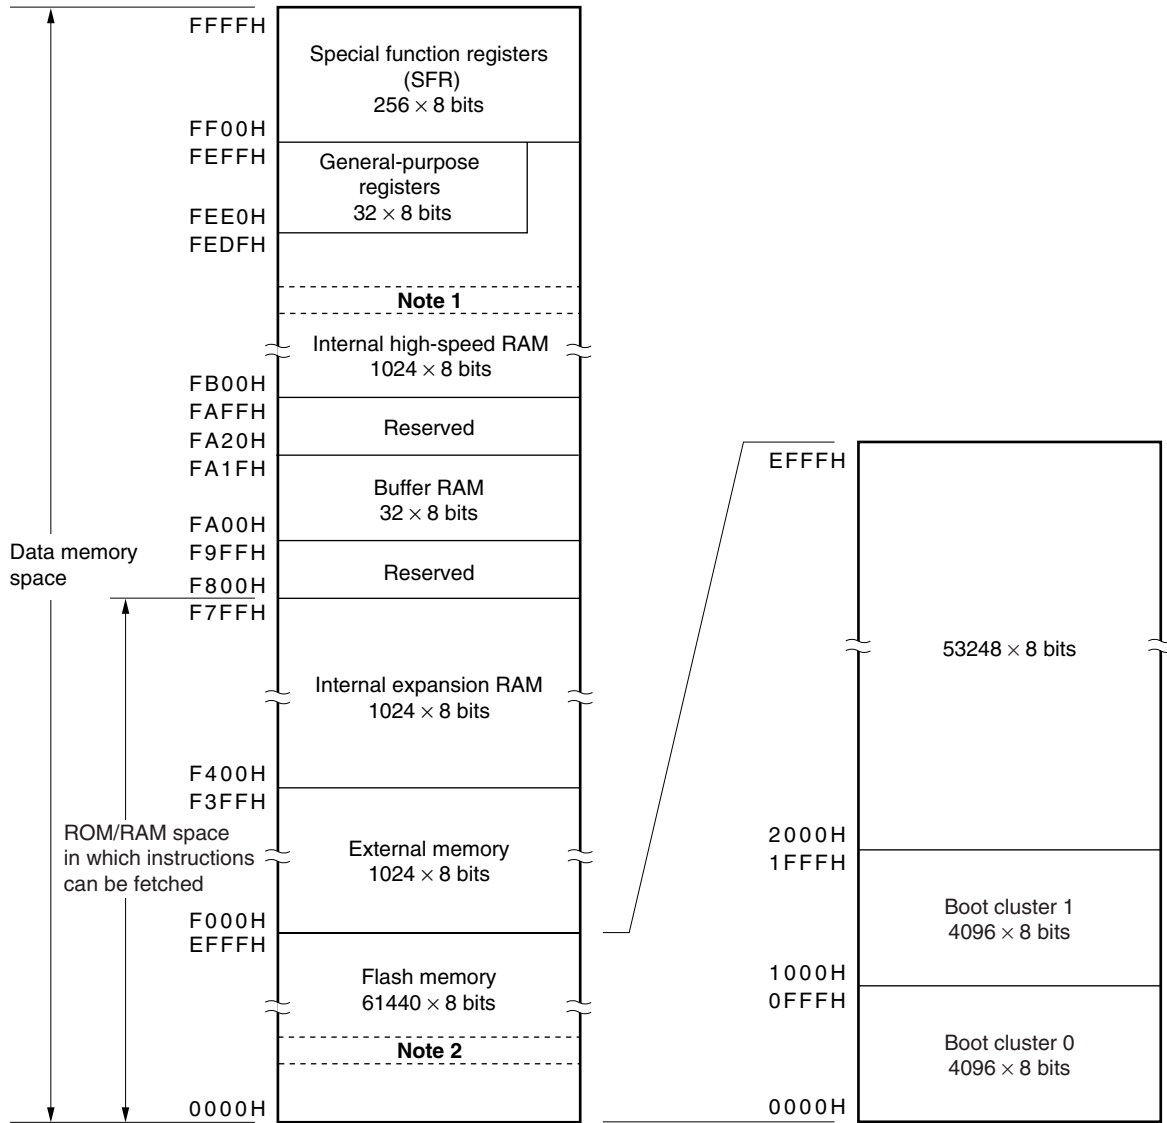 FFFFH
Special function registers
(SFR)
256 × 8 bits
FF00H
FEFFH
General-purpose
registers
32 × 8 bits
FEE0H
FEDFH
Note 1
Internal high-speed RAM
1024 × 8 bits
FB00H
FAFFH
Reserved
FA20H
FA1FH
Buffer RAM
32 × 8 bits
FA00H
F9FFH
Reserved
F800H
Data memory
space
F7FFH
Internal expansion RAM
1024 × 8 bits
F400H
F3FFH
ROM/RAM space
in which instructions
can be fetched
External memory
1024 × 8 bits
F000H
EFFFH
Flash memory
61440 × 8 bits
Note 2
0000H
EFFFH
53248 × 8 bits
2000H
1FFFH
Boot cluster 1
4096 × 8 bits
1000H
0FFFH
Boot cluster 0
4096 × 8 bits
0000H